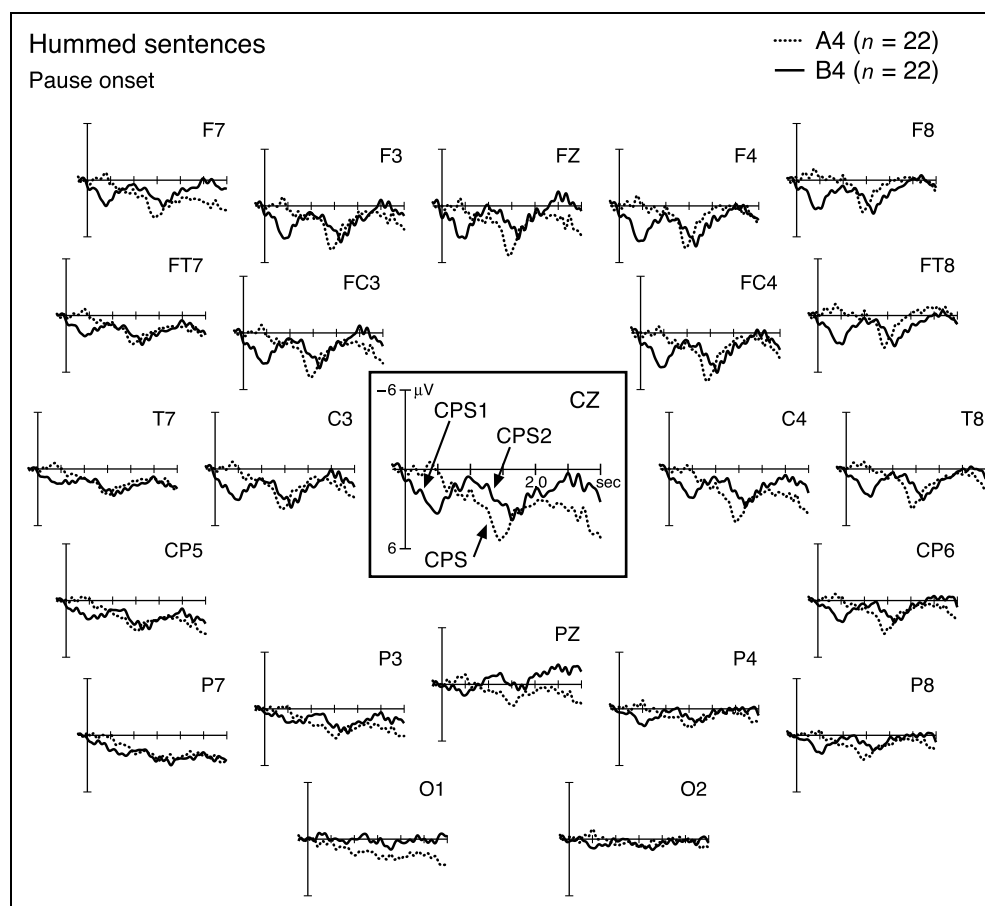 Hummed sentences
Pause onset
A4 (n = 22)
B4 (n = 22)
F7
F3
FZ
F4
F8
FT7
FC3
FC4
FT8
−6
μV
CZ
CPS1
CPS2
2.0
sec
CPS
6
T7
C3
C4
T8
CP5
CP6
P7
P3
PZ
P4
P8
O1
O2